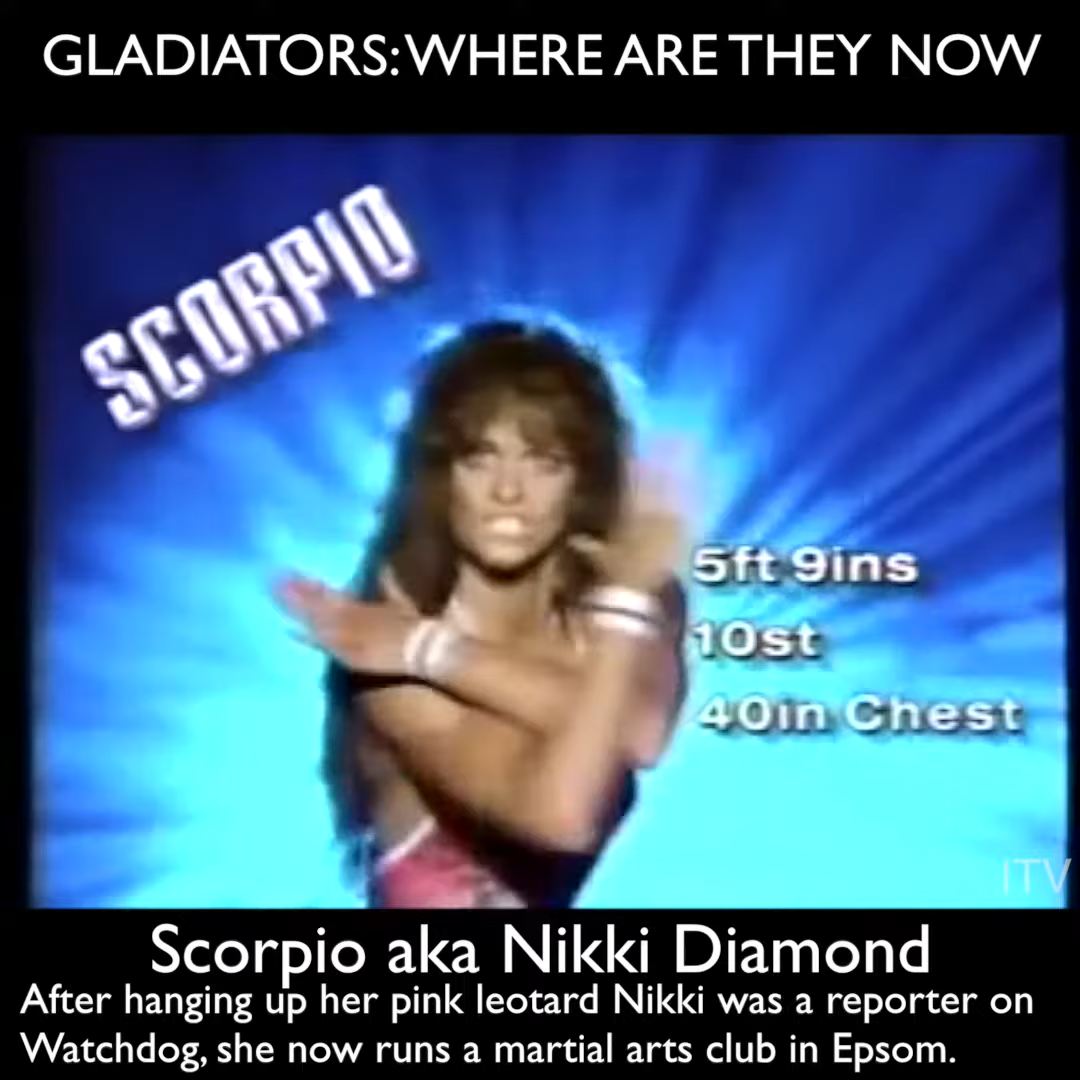 GLADIATORS: WHERE ARE THEY NOW
SCORPIO
5ft 9ins
10st
40in Chest
ITV
Scorpio aka Nikki Diamond
After hanging up her pink leotard Nikki was a reporter on
Watchdog, she now runs a martial arts club in Epsom.